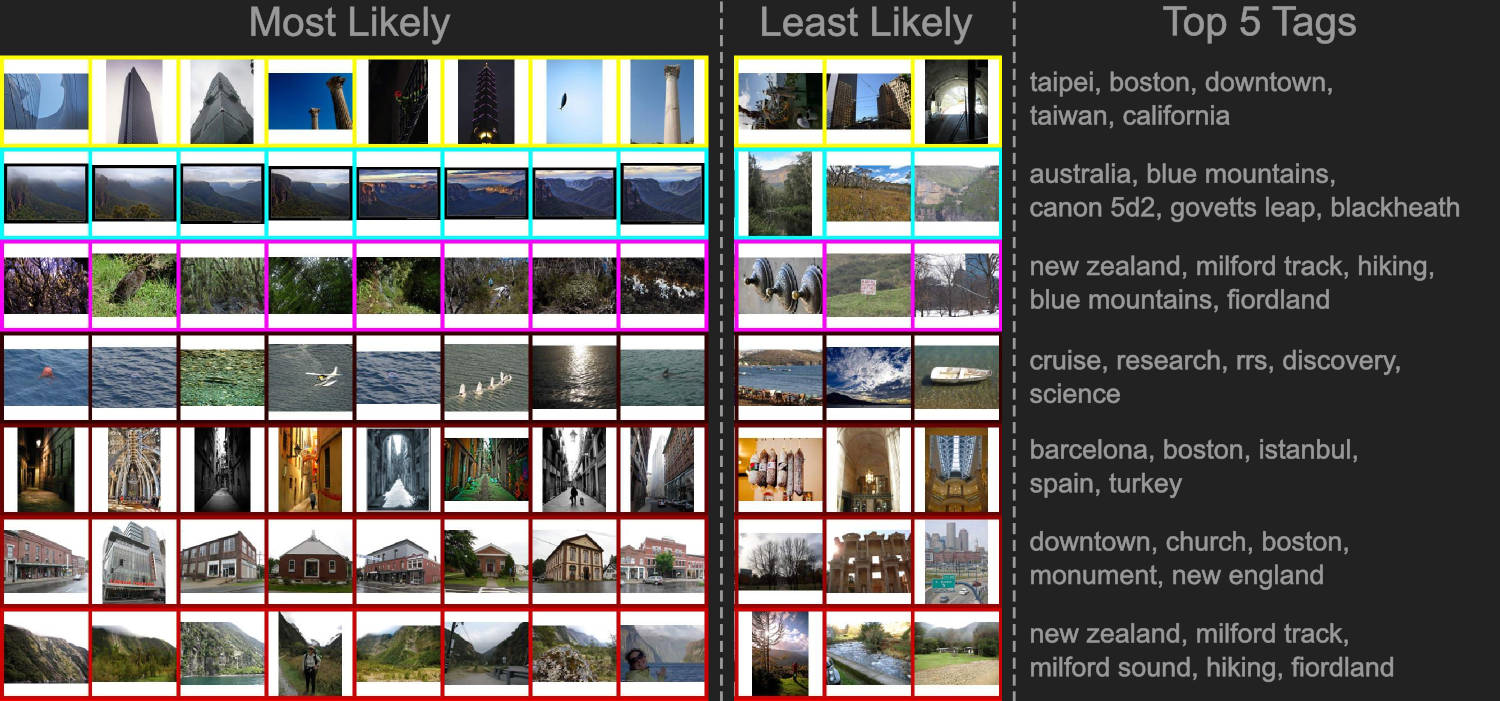 Most Likely
Least Likely
Top 5 Tags
taipei, boston, downtown,
taiwan, california
australia, blue mountains,
canon 5d2, govetts leap, blackheath
new zealand, milford track, hiking,
blue mountains, fiordland
cruise, research, rrs, discovery,
science
barcelona, boston, istanbul,
spain, turkey
downtown, church, boston,
monument, new england
new zealand, milford track,
milford sound, hiking, fiordland